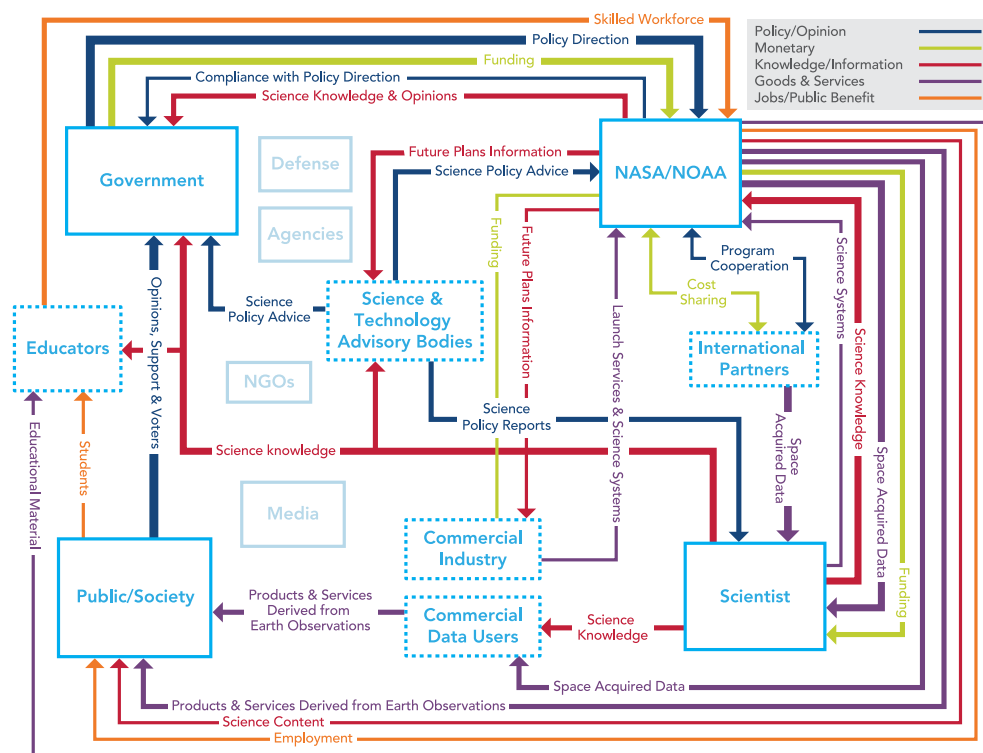 Skilled Workforce
Policy Direction
Funding
Compliance with Policy Direction
Science Knowledge & Opinions
Policy/Opinion
Monetary
Knowledge/Information
Goods & Services
Jobs/Public Benefit
Government
Defense
Agencies
Future Plans Information
Science Policy Advice
NASA/NOAA
Funding
Future Plans Information
Launch Services & Science Systems
Program
Cooperation
Cost
Sharing
Science Systems
Science Knowledge
Space Acquired Data
Funding
Opinions, Support & Voters
Science
Policy Advice
Science &
Technology
Advisory Bodies
International
Partners
Educators
NGOs
Science
Policy Reports
Space
Acquired Data
Educational Material
Students
Science knowledge
Media
Commercial
Industry
Public/Society
Products & Services
Derived from
Earth Observations
Commercial
Data Users
Science
Knowledge
Scientist
Space Acquired Data
Products & Services Derived from Earth Observations
Science Content
Employment